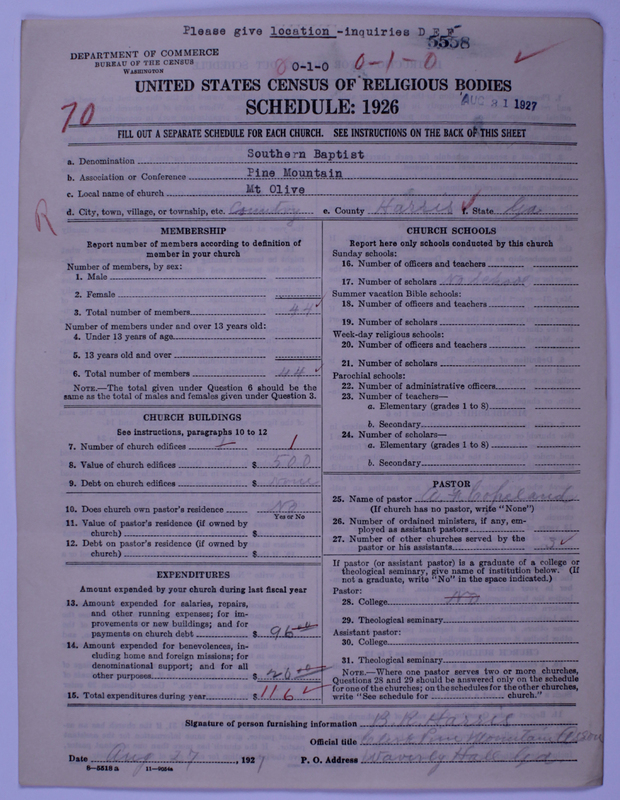 Please give location -inquiries D E F
5558
DEPARTMENT OF COMMERCE
BUREAU OF THE CENSUS
WASHINGTON
0-1-0 0-1-0
UNITED STATES CENSUS OF RELIGIOUS BODIES
SCHEDULE: 1926
AUG 31 1927
70
FILL OUT A SEPARATE SCHEDULE FOR EACH CHURCH. SEE INSTRUCTIONS ON THE BACK OF THIS SHEET
a. Denomination Southern Baptist
b. Association or Conference Pine Mountain
c. Local name of church Mt Olive
d. City, town, village, or township, etc. Country e. County Harris f. State Ga
R
MEMBERSHIP
Report number of members according to definition of
member in your church
Number of members, by sex:
1. Male
2. Female
3. Total number of members 44
Number of members under and over 13 years old:
4. Under 13 years of age
5. 13 years old and over
6. Total number of members 44
NOTE.—The total given under Question 6 should be the
same as the total of males and females given under Question 3.
CHURCH BUILDINGS
See instructions, paragraphs 10 to 12
7. Number of church edifices 1
8. Value of church edifices $ 500
9. Debt on church edifices $ none
10. Does church own pastor's residence No
Yes or No
11. Value of pastor's residence (if owned by
church) $
12. Debt on pastor's residence (if owned by
church) $
EXPENDITURES
Amount expended by your church during last fiscal year
13. Amount expended for salaries, repairs,
and other running expenses; for im-
provements or new buildings; and for
payments on church debt $ 96
14. Amount expended for benevolences, in-
cluding home and foreign missions; for
denominational support; and for all
other purposes $ 20
15. Total expenditures during year $ 116
CHURCH SCHOOLS
Report here only schools conducted by this church
Sunday schools:
16. Number of officers and teachers
17. Number of scholars No School
Summer vacation Bible schools:
18. Number of officers and teachers
19. Number of scholars
Week-day religious schools:
20. Number of officers and teachers
21. Number of scholars
Parochial schools:
22. Number of administrative officers
23. Number of teachers—
a. Elementary (grades 1 to 8)
b. Secondary
24. Number of scholars—
a. Elementary (grades 1 to 8)
b. Secondary
PASTOR
25. Name of pastor Copeland
(If church has no pastor, write "None")
26. Number of ordained ministers, if any, em-
ployed as assistant pastors
27. Number of other churches served by the
pastor or his assistants 3
If pastor (or assistant pastor) is a graduate of a college or
theological seminary, give name of institution below. (If
not a graduate, write "No" in the space indicated.)
Pastor:
28. College No
29. Theological seminary
Assistant pastor:
30. College
31. Theological seminary
NOTE.—Where one pastor serves two or more churches,
Questions 28 and 29 should be answered only on the schedule
for one of the churches; on the schedules for the other churches,
write "See schedule for church."
Signature of person furnishing information B. R. Harris
Official title Clerk Pine Mountain Asson
Date Aug 27, 1927 P. O. Address Waverly Hall Ga
8—5518 a 11—9024a